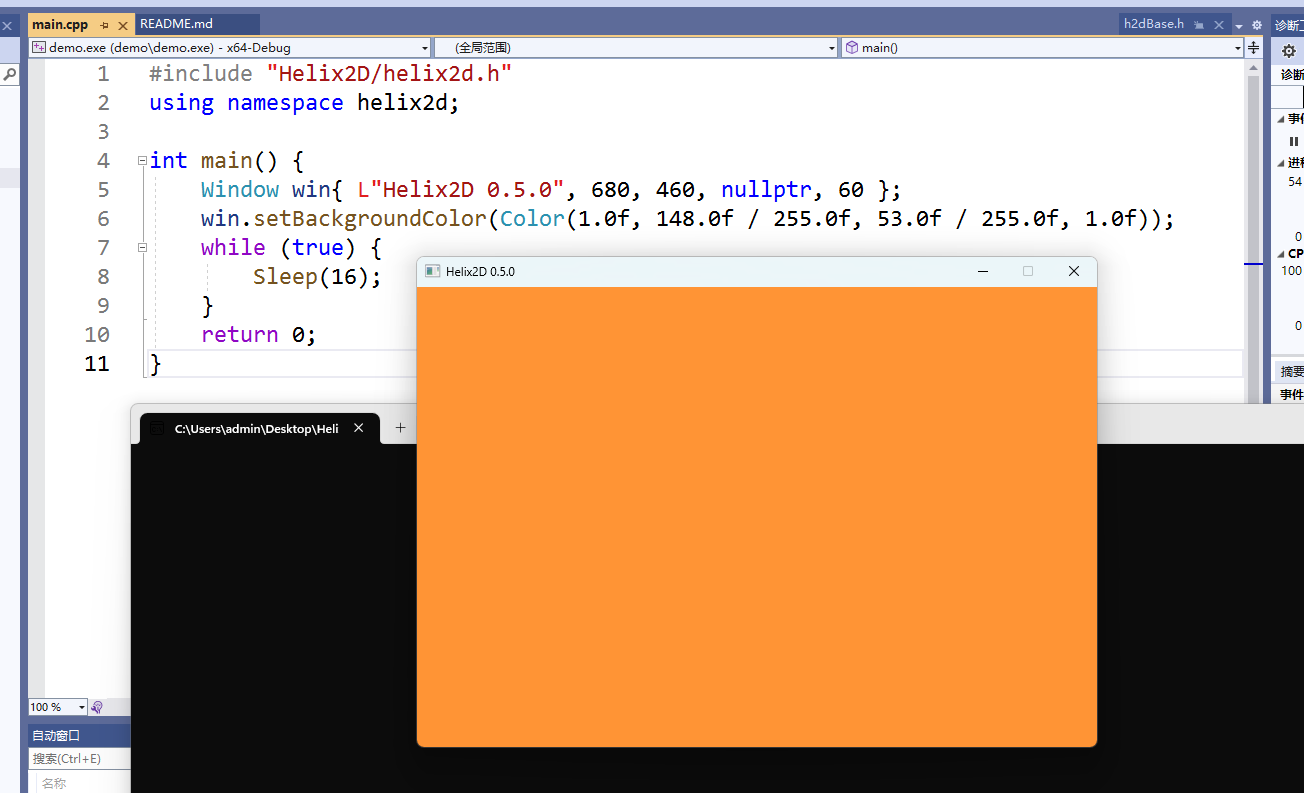 main.cpp README.md h2dBase.h 诊断工
demo.exe (demo\demo.exe) - x64-Debug (全局范围) main()
诊断
1 #include "Helix2D/helix2d.h"
2 using namespace helix2d;
3
4 int main() {
5 Window win{ L"Helix2D 0.5.0", 680, 460, nullptr, 60 };
6 win.setBackgroundColor(Color(1.0f, 148.0f / 255.0f, 53.0f / 255.0f, 1.0f));
7 while (true) {
8 Sleep(16);
9 }
10 return 0;
11 }
事件
进程
54
0
CP
100
0
摘要
事件
Helix2D 0.5.0
C:\Users\admin\Desktop\Heli
100 %
自动窗口
搜索(Ctrl+E)
名称